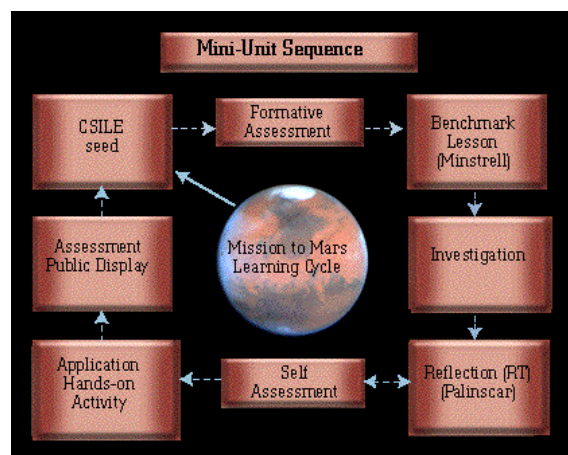 Mini-Unit Sequence
CSILE
seed
Formative
Assessment
Benchmark
Lesson
(Minstrell)
Assessment
Public Display
Mission to Mars
Learning Cycle
Investigation
Application
Hands-on
Activity
Self
Assessment
Reflection (RT)
(Palinscar)